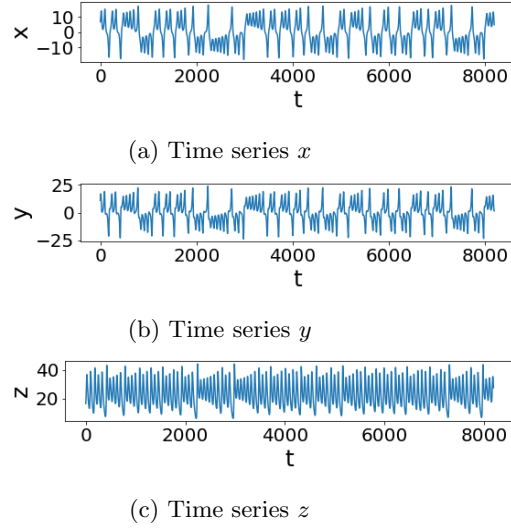 x
10
0
−10
0 2000 4000 6000 8000
t
(a) Time series x
y
25
0
−25
0 2000 4000 6000 8000
t
(b) Time series y
z
40
20
0 2000 4000 6000 8000
t
(c) Time series z